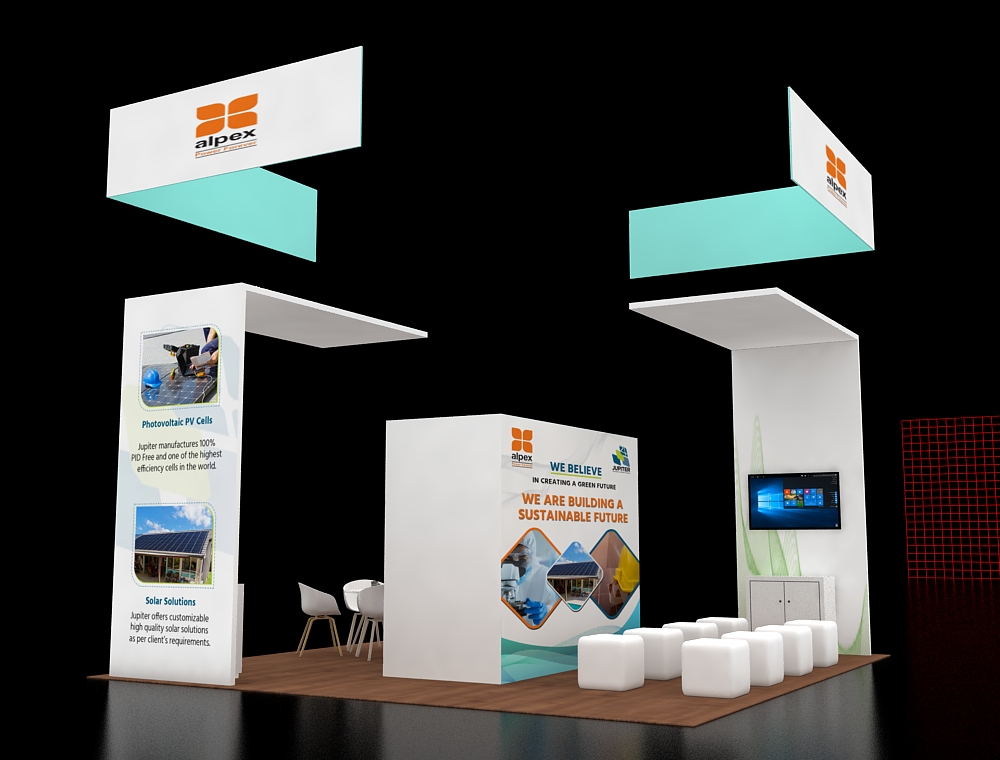 alpex
Power Forever
alpex
Photovoltaic PV Cells
Jupiter manufactures 100%
PID Free and one of the highest
efficiency cells in the world.
Solar Solutions
Jupiter offers customizable
high quality solar solutions
as per client's requirements.
alpex
JUPITER
WE BELIEVE
IN CREATING A GREEN FUTURE
WE ARE BUILDING A
SUSTAINABLE FUTURE